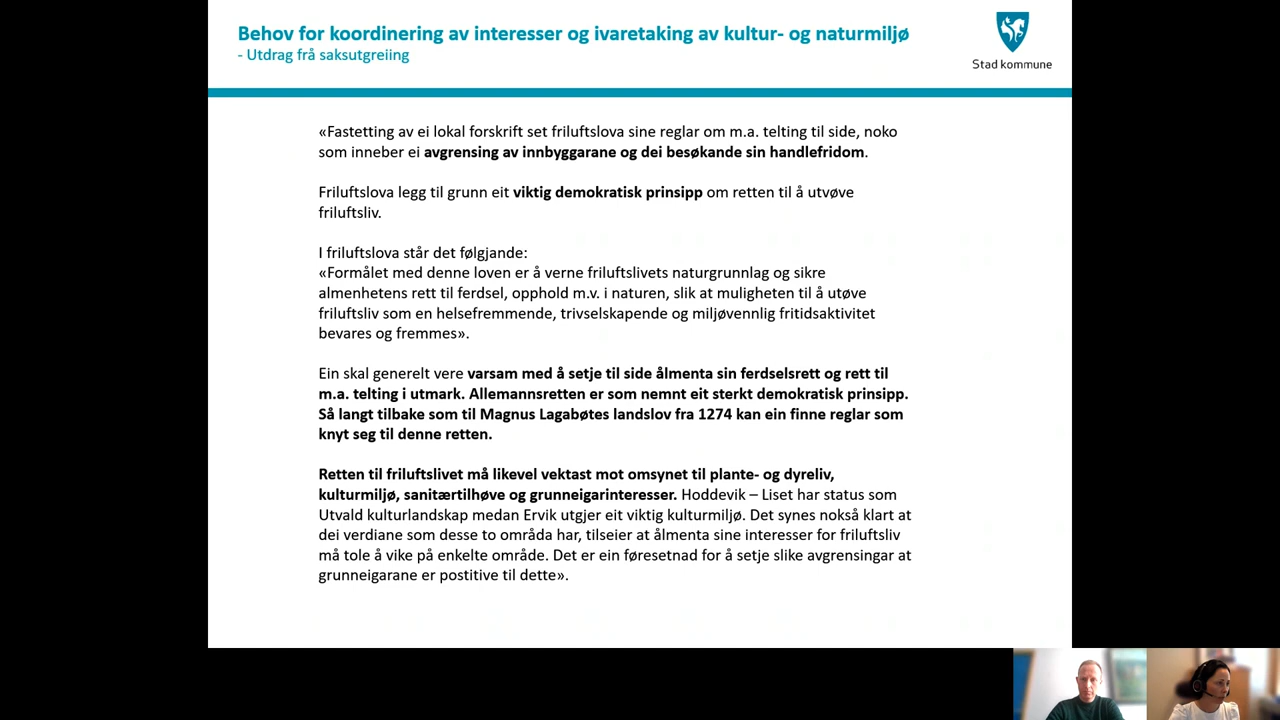 Behov for koordinering av interesser og ivaretaking av kultur- og naturmiljø
- Utdrag frå saksutgreiing
Stad kommune
«Fastetting av ei lokal forskrift set friluftslova sine reglar om m.a. telting til side, noko
som inneber ei avgrensing av innbyggarane og dei besøkande sin handlefridom.
Friluftslova legg til grunn eit viktig demokratisk prinsipp om retten til å utvøve
friluftsliv.
I friluftslova står det følgjande:
«Formålet med denne loven er å verne friluftslivets naturgrunnlag og sikre
almenhetens rett til ferdsel, opphold m.v. i naturen, slik at muligheten til å utøve
friluftsliv som en helsefremmende, trivselskapende og miljøvennlig fritidsaktivitet
bevares og fremmes».
Ein skal generelt vere varsam med å setje til side ålmenta sin ferdselsrett og rett til
m.a. telting i utmark. Allemannsretten er som nemnt eit sterkt demokratisk prinsipp.
Så langt tilbake som til Magnus Lagabøtes landslov fra 1274 kan ein finne reglar som
knyt seg til denne retten.
Retten til friluftslivet må likevel vektast mot omsynet til plante- og dyreliv,
kulturmiljø, sanitærtilhøve og grunneigarinteresser. Hoddevik – Liset har status som
Utvald kulturlandskap medan Ervik utgjer eit viktig kulturmiljø. Det synes nokså klart at
dei verdiane som desse to områda har, tilseier at ålmenta sine interesser for friluftsliv
må tole å vike på enkelte område. Det er ein føresetnad for å setje slike avgrensingar at
grunneigarane er postitive til dette».